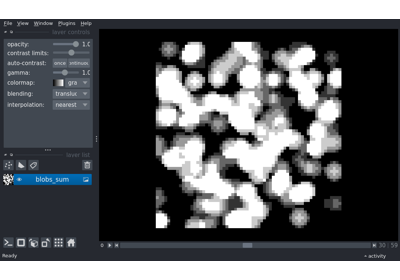 File View Window Plugins Help
layer controls
opacity: 1.0
contrast limits:
auto-contrast: once continuous
gamma: 1.0
colormap: gra
blending: translu
interpolation: nearest
layer list
blobs_sum
0 30 59
Ready
activity